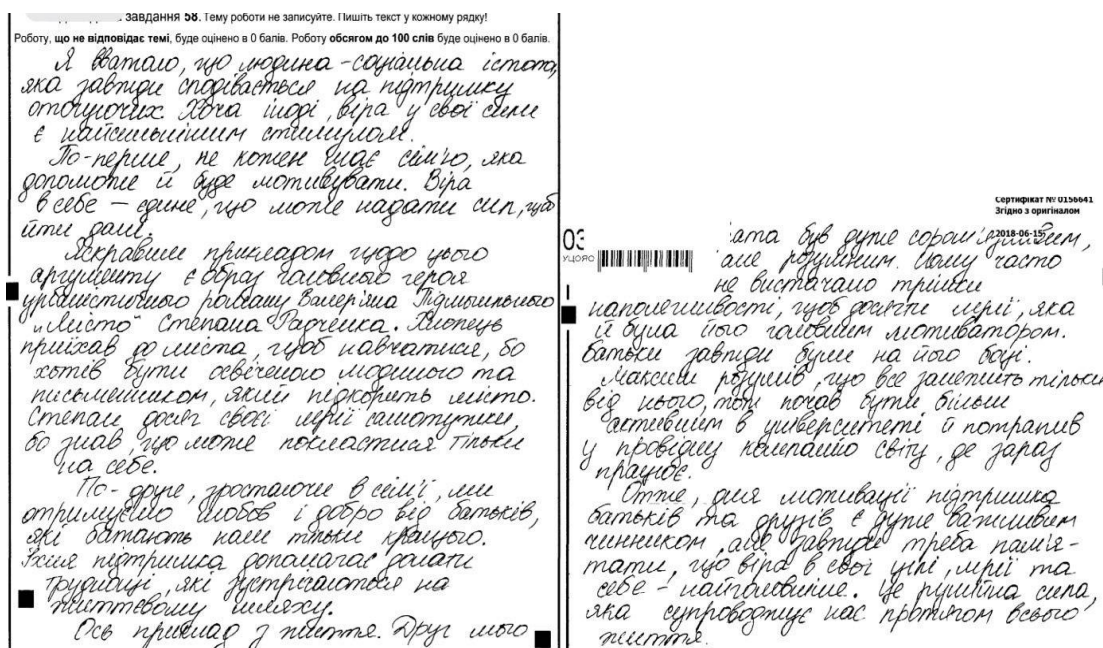 завдання 58. Тему роботи не записуйте. Пишіть текст у кожному рядку!
Роботу, що не відповідає темі, буде оцінено в 0 балів. Роботу обсягом до 100 слів буде оцінено в 0 балів.
Я вважаю, що людина - соціальна істота,
яка завжди сподівається на підтримку
оточуючих. Хоча іноді, віра у свої сили
є найсильнішим стимулом.
По-перше, не кожен має сім'ю, яка
допоможе й буде мотивувати. Віра
в себе – єдине, що може надати сил, щоб
йти далі.
Яскравим прикладом щодо цього
аргументу є образ головного героя
урбаністичного роману Валеріяна Підмогильного
„Місто" Степана Радченка. Хлопець
приїхав до міста, щоб навчатися, бо
хотів бути освіченою людиною та
письменником, який підкорить місто.
Степан досяг своєї мрії самотужки,
бо знав, що може покластися тільки
на себе.
По-друге, зростаючи в сім'ї, ми
отримуємо любов і добро від батьків,
які бажають нам тільки кращого.
Їхня підтримка допомагає долати
труднощі, які зустрічаються на
життєвому шляху.
Ось приклад з життя. Друг мого
Сертифікат № 0156641
Згідно з оригіналом
2018-06-15
03
УЦОЯО
ата був дуже сором'язливим,
але розумним. Йому часто
не вистачало трішки
наполегливості, щоб досягти мрії, яка
й була його головним мотиватором.
Батьки завжди були на його боці.
Максим розумів, що все залежить тільки
від нього, тож почав бути більш
активним в університеті й потрапив
у провідну компанію світу, де зараз
працює.
Отже, для мотивації підтримка
батьків та друзів є дуже важливим
чинником, але завжди треба пам'я-
тати, що віра в свої цілі, мрії та
себе – найголовніше. Це рушійна сила,
яка супроводжує нас протягом всього
життя.